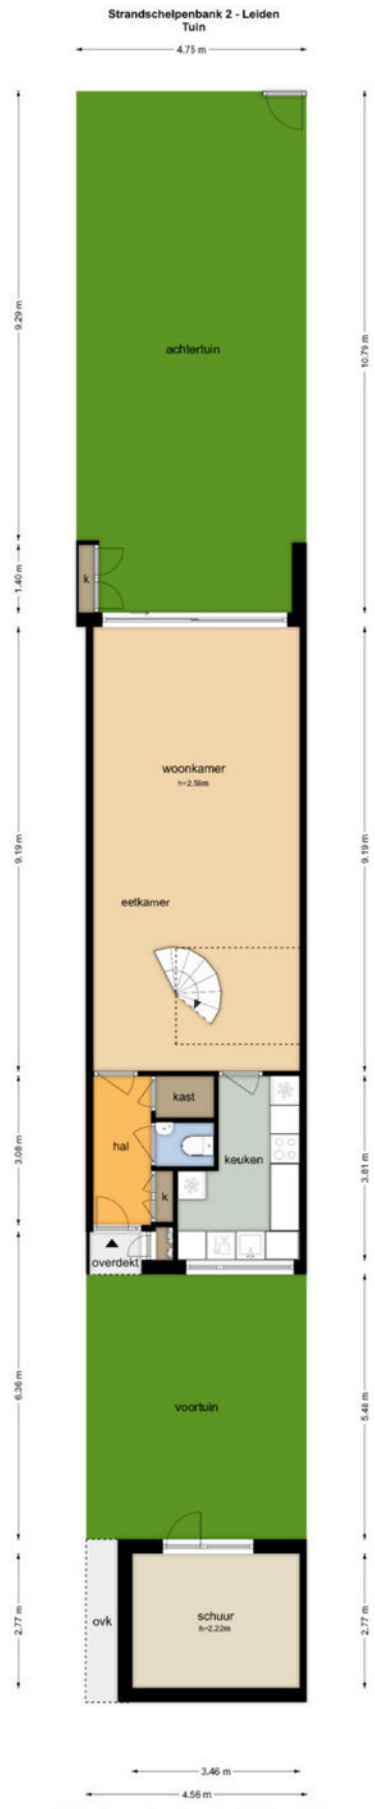 Strandschelpenbank 2 - Leiden
Tuin
4.75 m
9.29 m
10.79 m
achtertuin
1.40 m
k
woonkamer
h=2.58m
9.19 m
9.19 m
eetkamer
kast
hal
3.08 m
keuken
3.81 m
k
overdekt
6.36 m
voortuin
5.48 m
schuur
h=2.22m
ovk
2.77 m
2.77 m
3.46 m
4.56 m